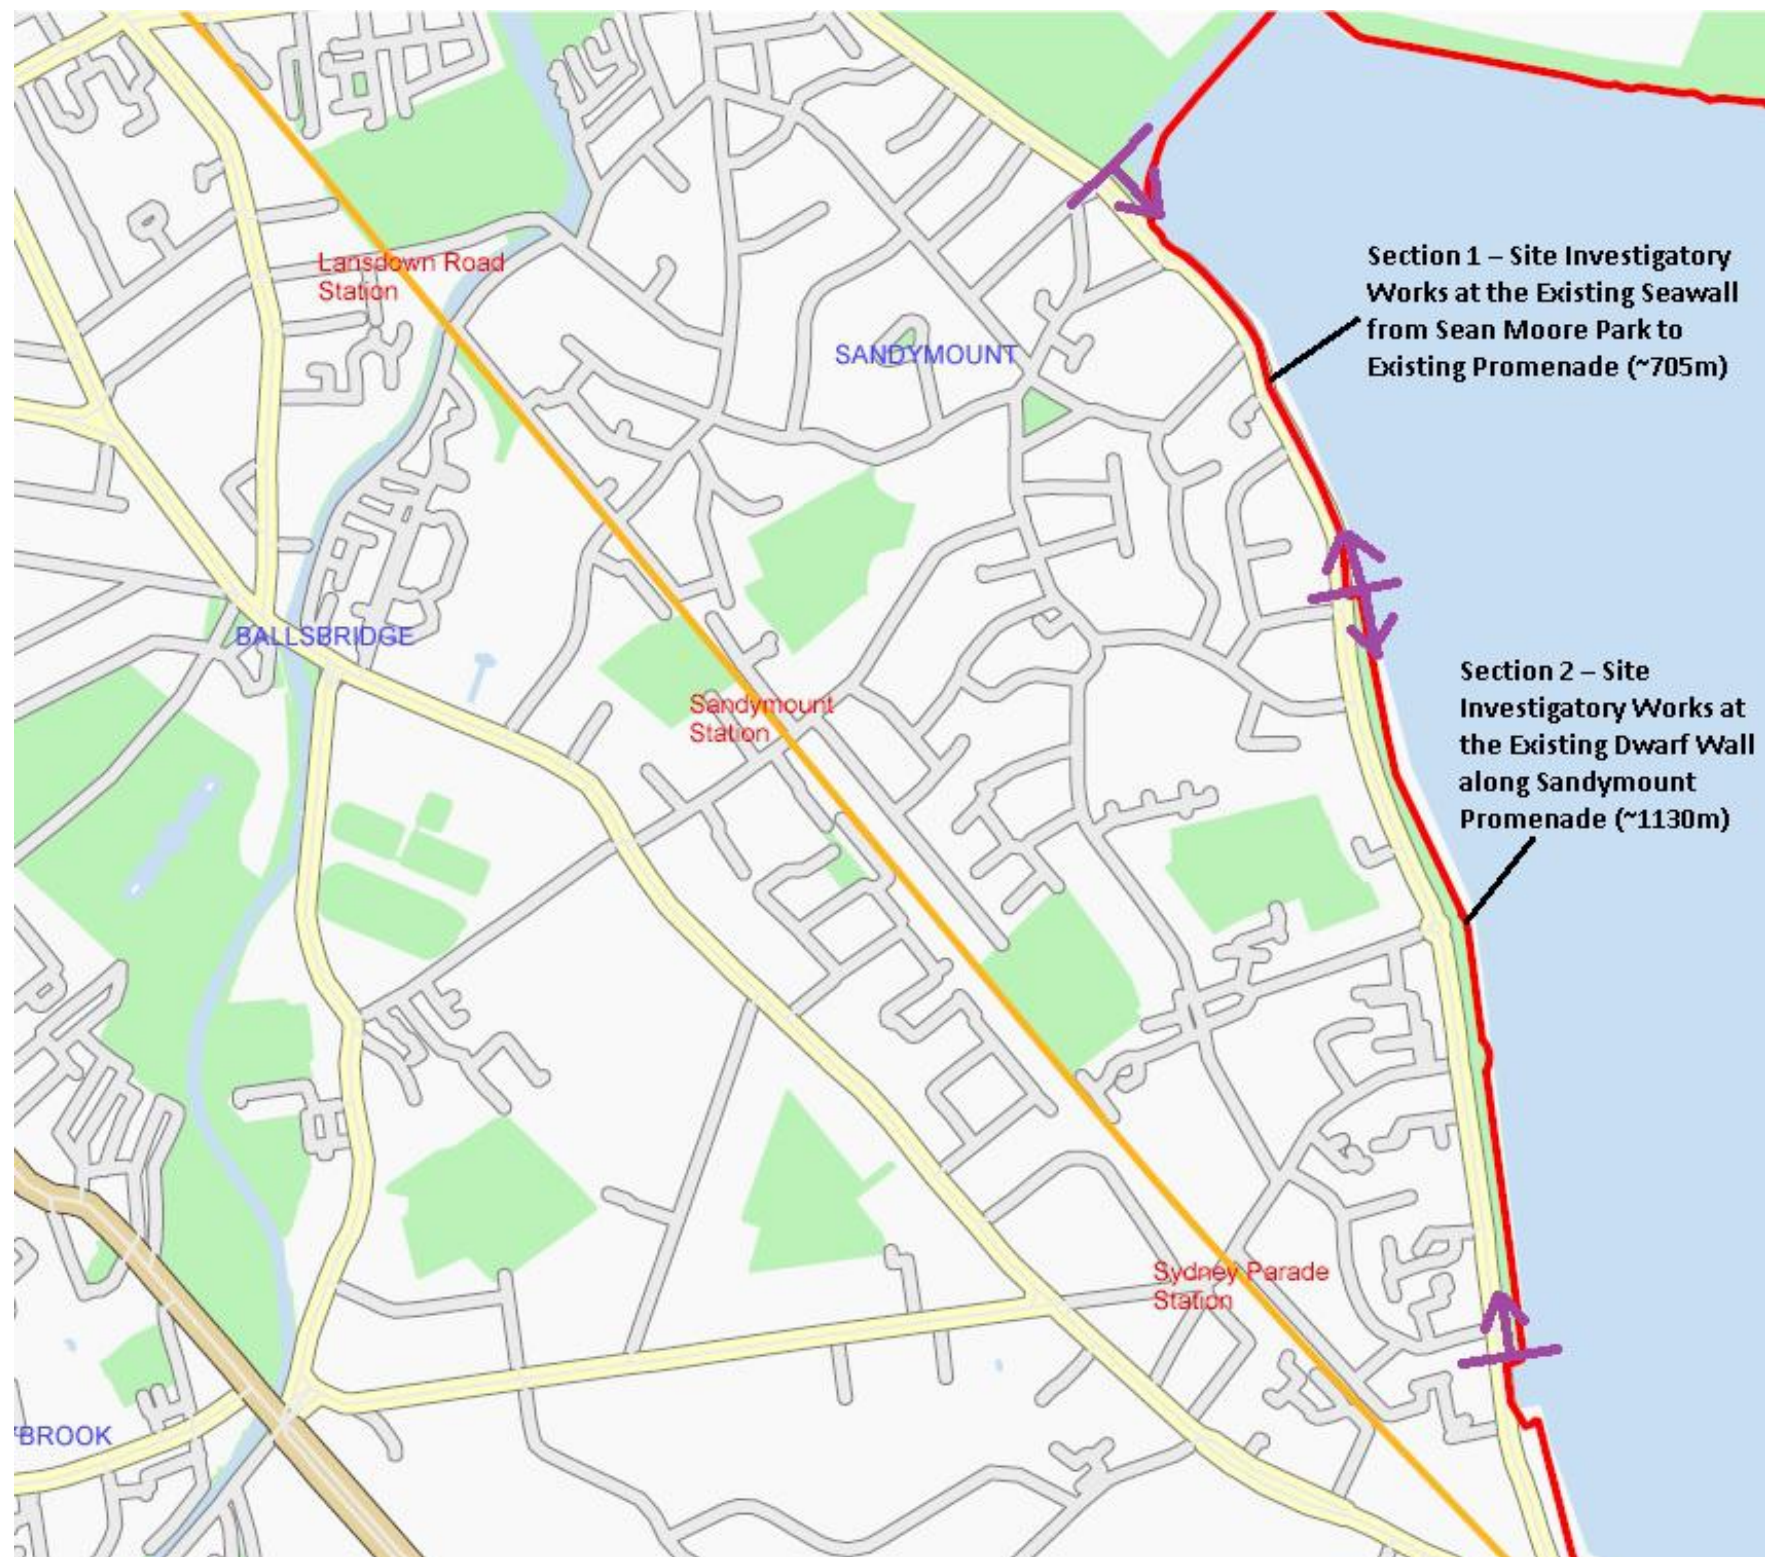 Section 1 – Site Investigatory
Works at the Existing Seawall
from Sean Moore Park to
Existing Promenade (~705m)
Lansdown Road
Station
SANDYMOUNT
BALLSBRIDGE
Sandymount
Station
Section 2 – Site
Investigatory Works at
the Existing Dwarf Wall
along Sandymount
Promenade (~1130m)
Sydney Parade
Station
BROOK